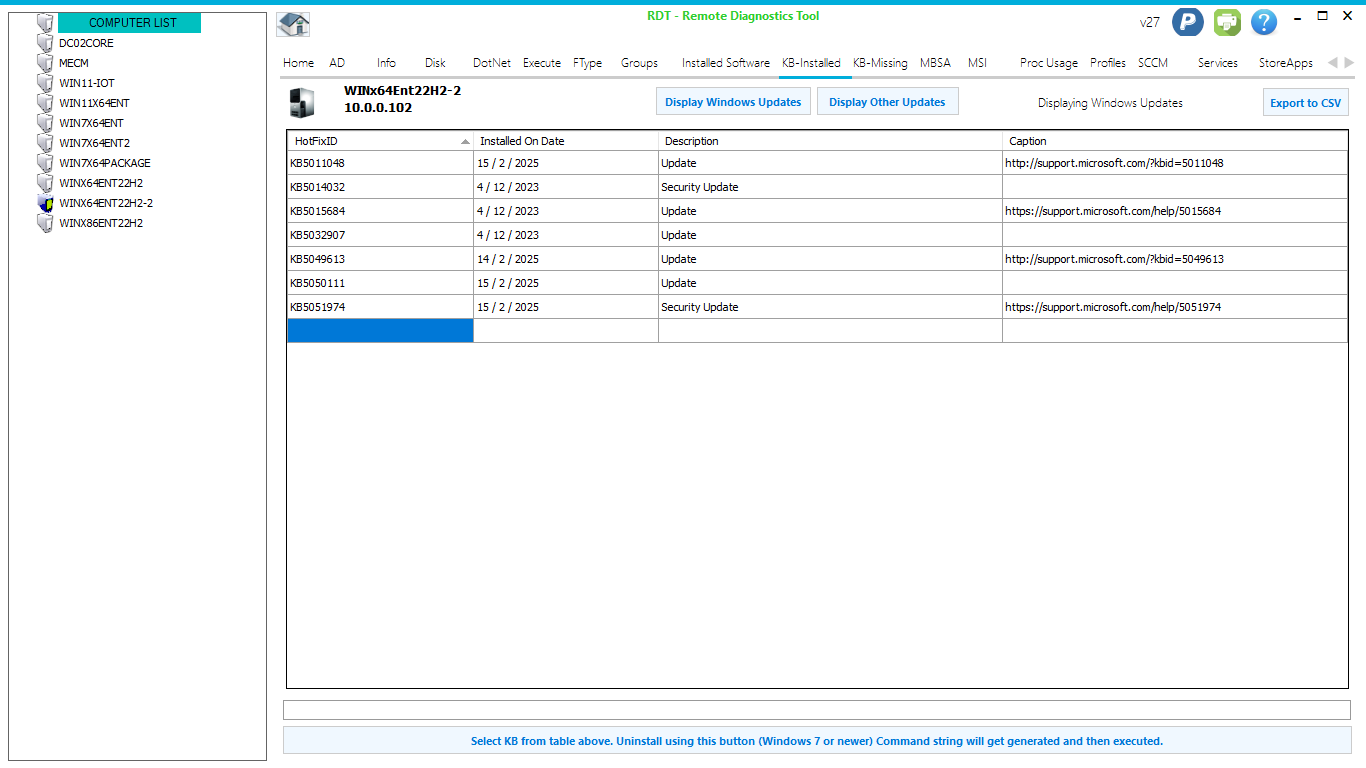 COMPUTER LIST
DC02CORE
MECM
WIN11-IOT
WIN11X64ENT
WIN7X64ENT
WIN7X64ENT2
WIN7X64PACKAGE
WINX64ENT22H2
WINX64ENT22H2-2
WINX86ENT22H2
RDT - Remote Diagnostics Tool
v27 P ?
Home AD Info Disk DotNet Execute FType Groups Installed Software KB-Installed KB-Missing MBSA MSI Proc Usage Profiles SCCM Services StoreApps
WINx64Ent22H2-2
10.0.0.102
Display Windows Updates Display Other Updates Displaying Windows Updates Export to CSV
HotFixID Installed On Date Description Caption
KB5011048 15 / 2 / 2025 Update http://support.microsoft.com/?kbid=5011048
KB5014032 4 / 12 / 2023 Security Update
KB5015684 4 / 12 / 2023 Update https://support.microsoft.com/help/5015684
KB5032907 4 / 12 / 2023 Update
KB5049613 14 / 2 / 2025 Update http://support.microsoft.com/?kbid=5049613
KB5050111 15 / 2 / 2025 Update
KB5051974 15 / 2 / 2025 Security Update https://support.microsoft.com/help/5051974
Select KB from table above. Uninstall using this button (Windows 7 or newer) Command string will get generated and then executed.